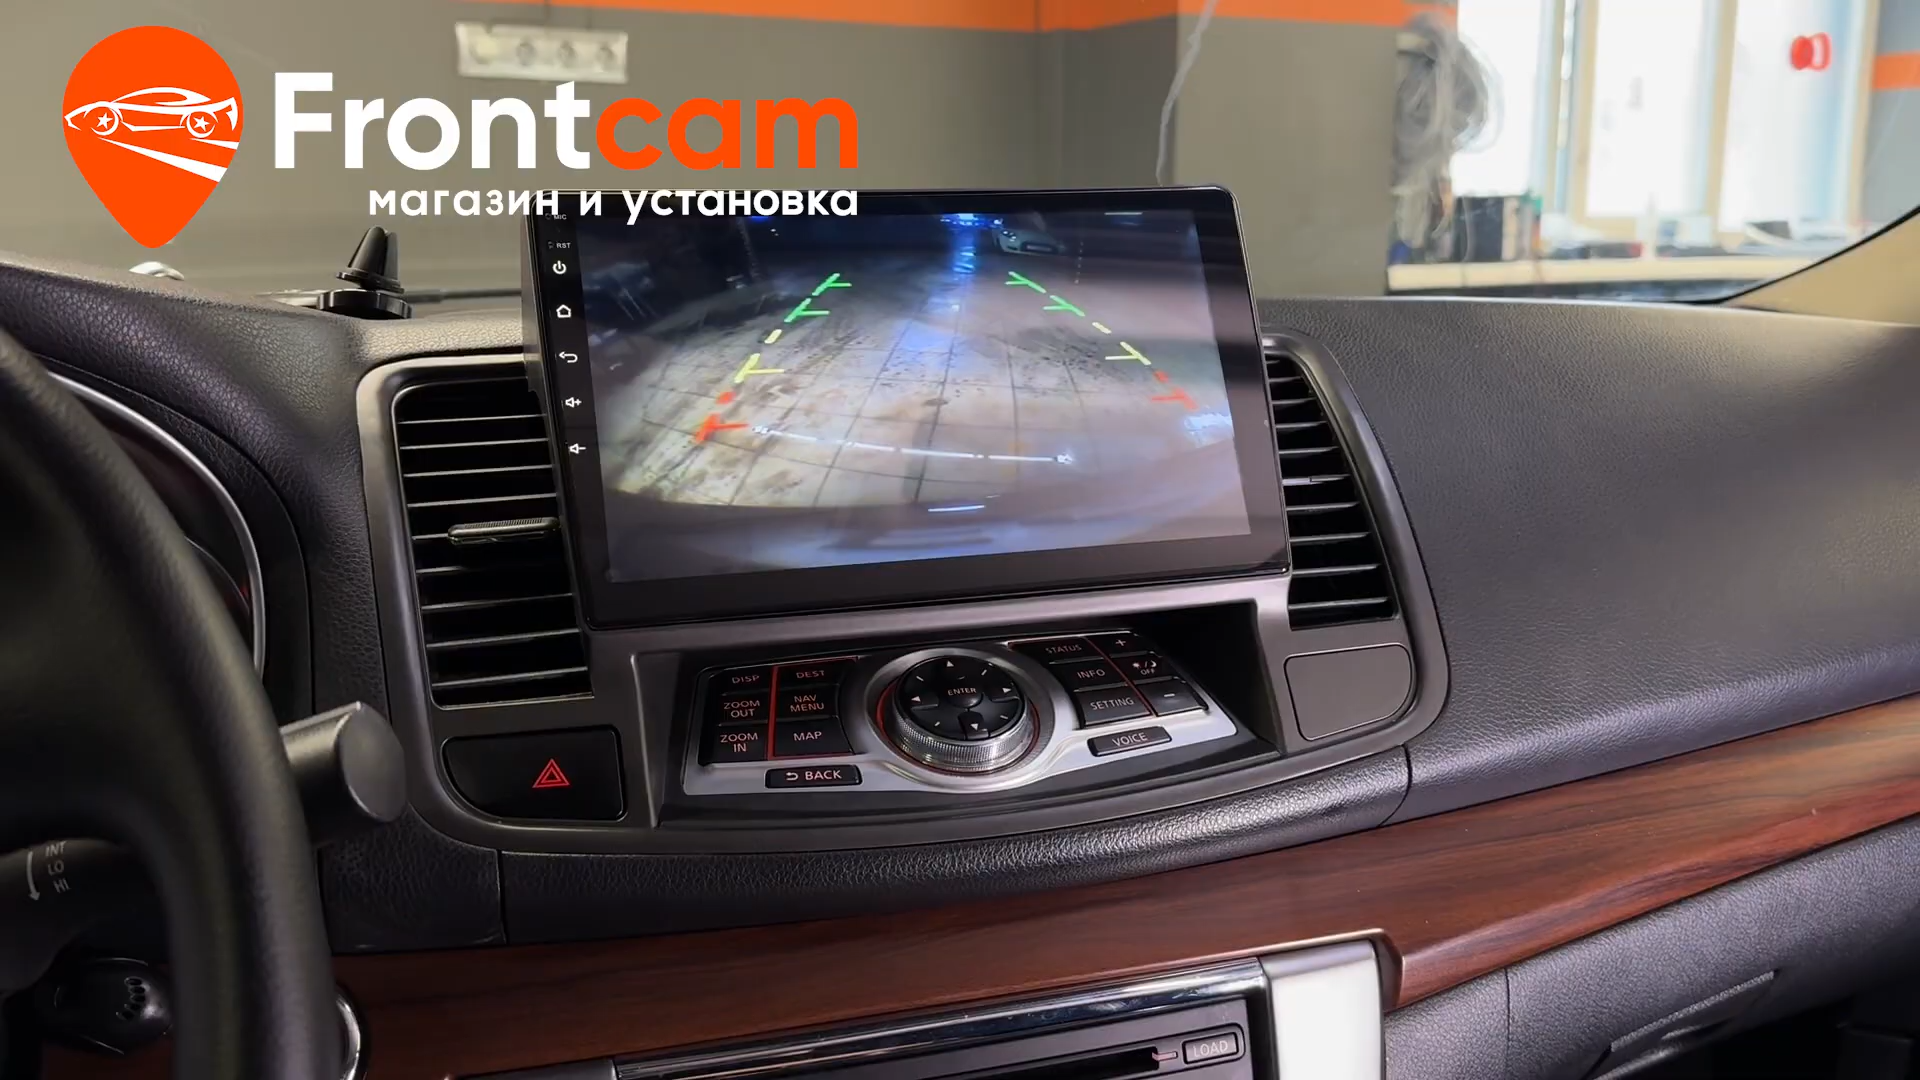 Frontcam
магазин и установка
MIC
RST
DISP
DEST
ZOOM OUT
NAV MENU
ZOOM IN
MAP
BACK
ENTER
STATUS
+
INFO
OFF
SETTING
−
VOICE
INT
LO
HI
LOAD